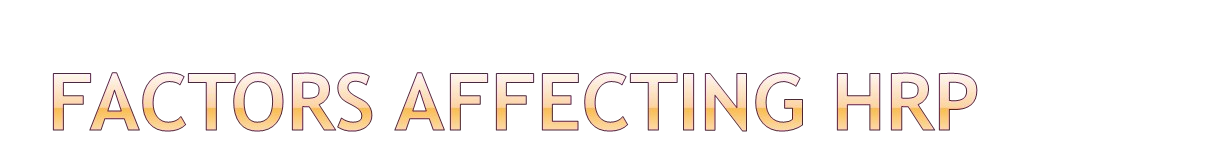 FACTORS AFFECTING HRP